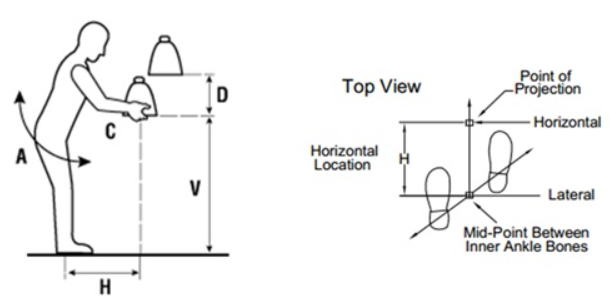 D
C
A
V
H
Top View
Point of
Projection
Horizontal
Horizontal
Location
H
Lateral
Mid-Point Between
Inner Ankle Bones